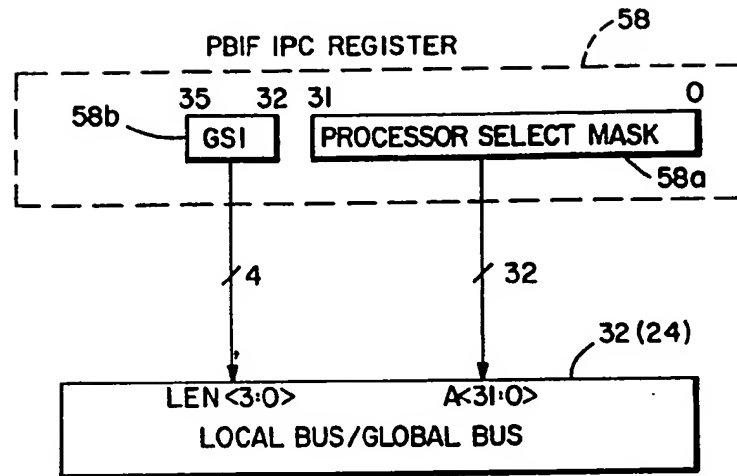 PBIF IPC REGISTER
58
35 32 31 0
58b
GSI PROCESSOR SELECT MASK
58a
4 32
32(24)
LEN<3:0> A<31:0>
LOCAL BUS/GLOBAL BUS